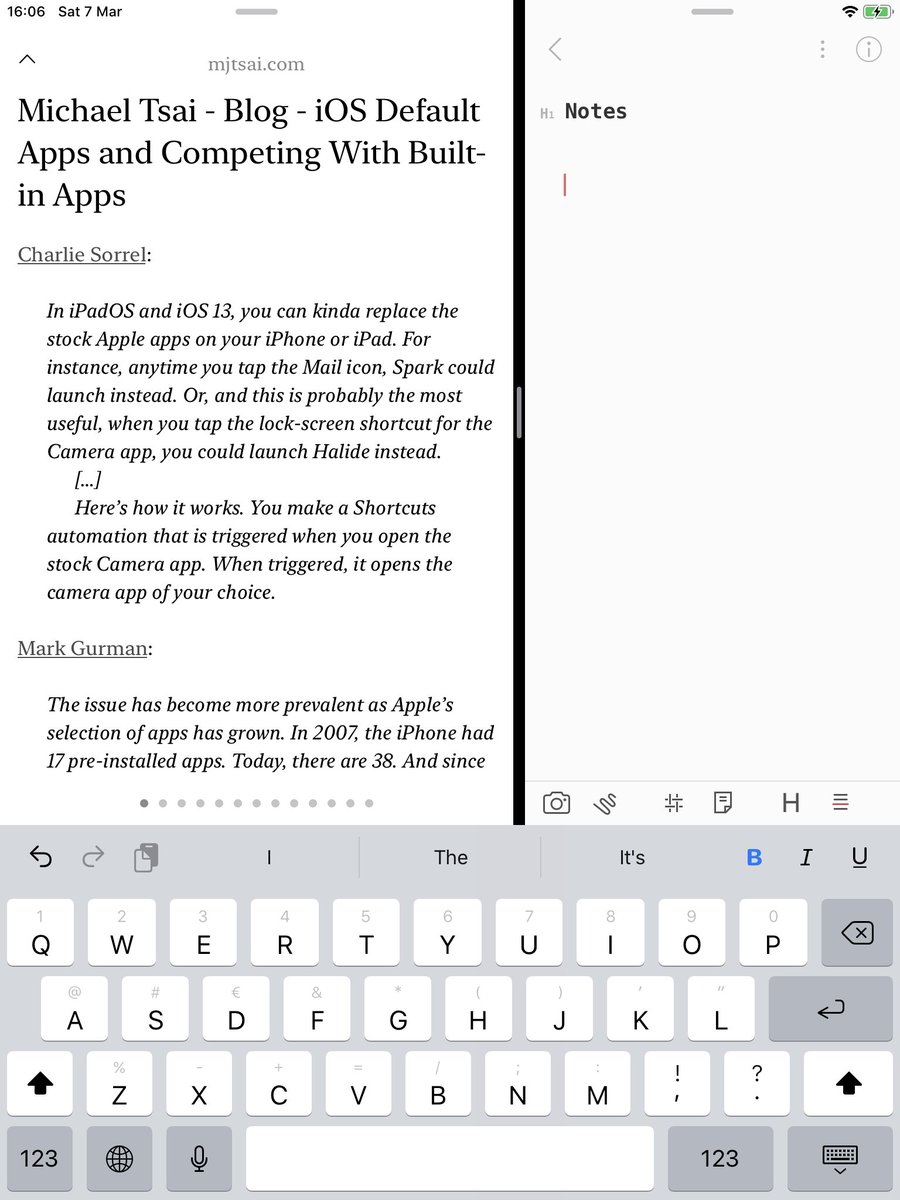 16:06 Sat 7 Mar
mjtsai.com
Michael Tsai - Blog - iOS Default
Apps and Competing With Built-
in Apps
Charlie Sorrel:
In iPadOS and iOS 13, you can kinda replace the
stock Apple apps on your iPhone or iPad. For
instance, anytime you tap the Mail icon, Spark could
launch instead. Or, and this is probably the most
useful, when you tap the lock-screen shortcut for the
Camera app, you could launch Halide instead.
[...]
Here’s how it works. You make a Shortcuts
automation that is triggered when you open the
stock Camera app. When triggered, it opens the
camera app of your choice.
Mark Gurman:
The issue has become more prevalent as Apple’s
selection of apps has grown. In 2007, the iPhone had
17 pre-installed apps. Today, there are 38. And since
H1 Notes
H
I The It's B I U
1 2 3 4 5 6 7 8 9 0
Q W E R T Y U I O P
@ # € & * ( ) ' "
A S D F G H J K L
% - + = / ; : ! ?
Z X C V B N M , .
123 123